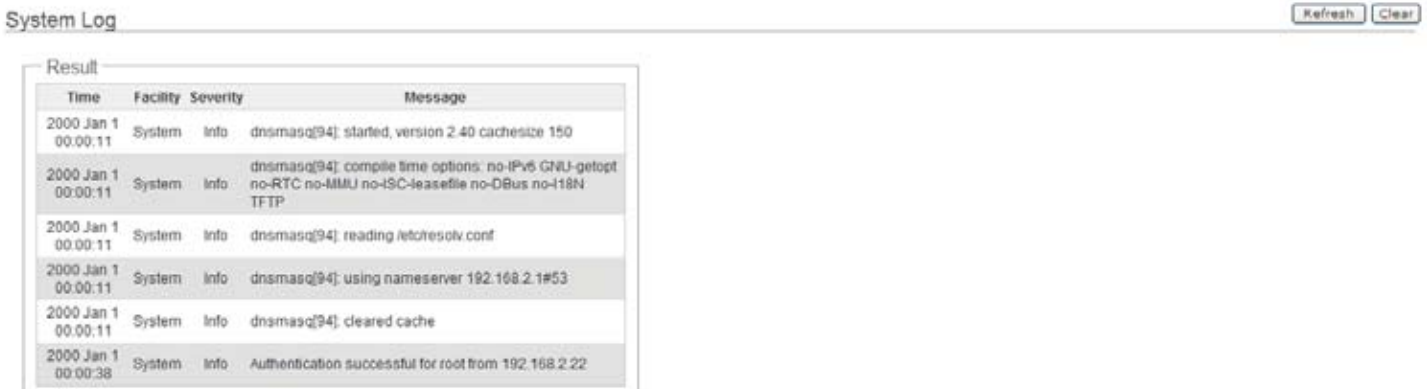 System Log
Refresh Clear
Result
Time Facility Severity Message
2000 Jan 1
00:00:11
System Info dnsmasq[94]: started, version 2.40 cachesize 150
2000 Jan 1
00:00:11
System Info dnsmasq[94]: compile time options: no-IPv6 GNU-getopt
no-RTC no-MMU no-ISC-leasefile no-DBus no-I18N
TFTP
2000 Jan 1
00:00:11
System Info dnsmasq[94]: reading /etc/resolv.conf
2000 Jan 1
00:00:11
System Info dnsmasq[94]: using nameserver 192.168.2.1#53
2000 Jan 1
00:00:11
System Info dnsmasq[94]: cleared cache
2000 Jan 1
00:00:38
System Info Authentication successful for root from 192.168.2.22